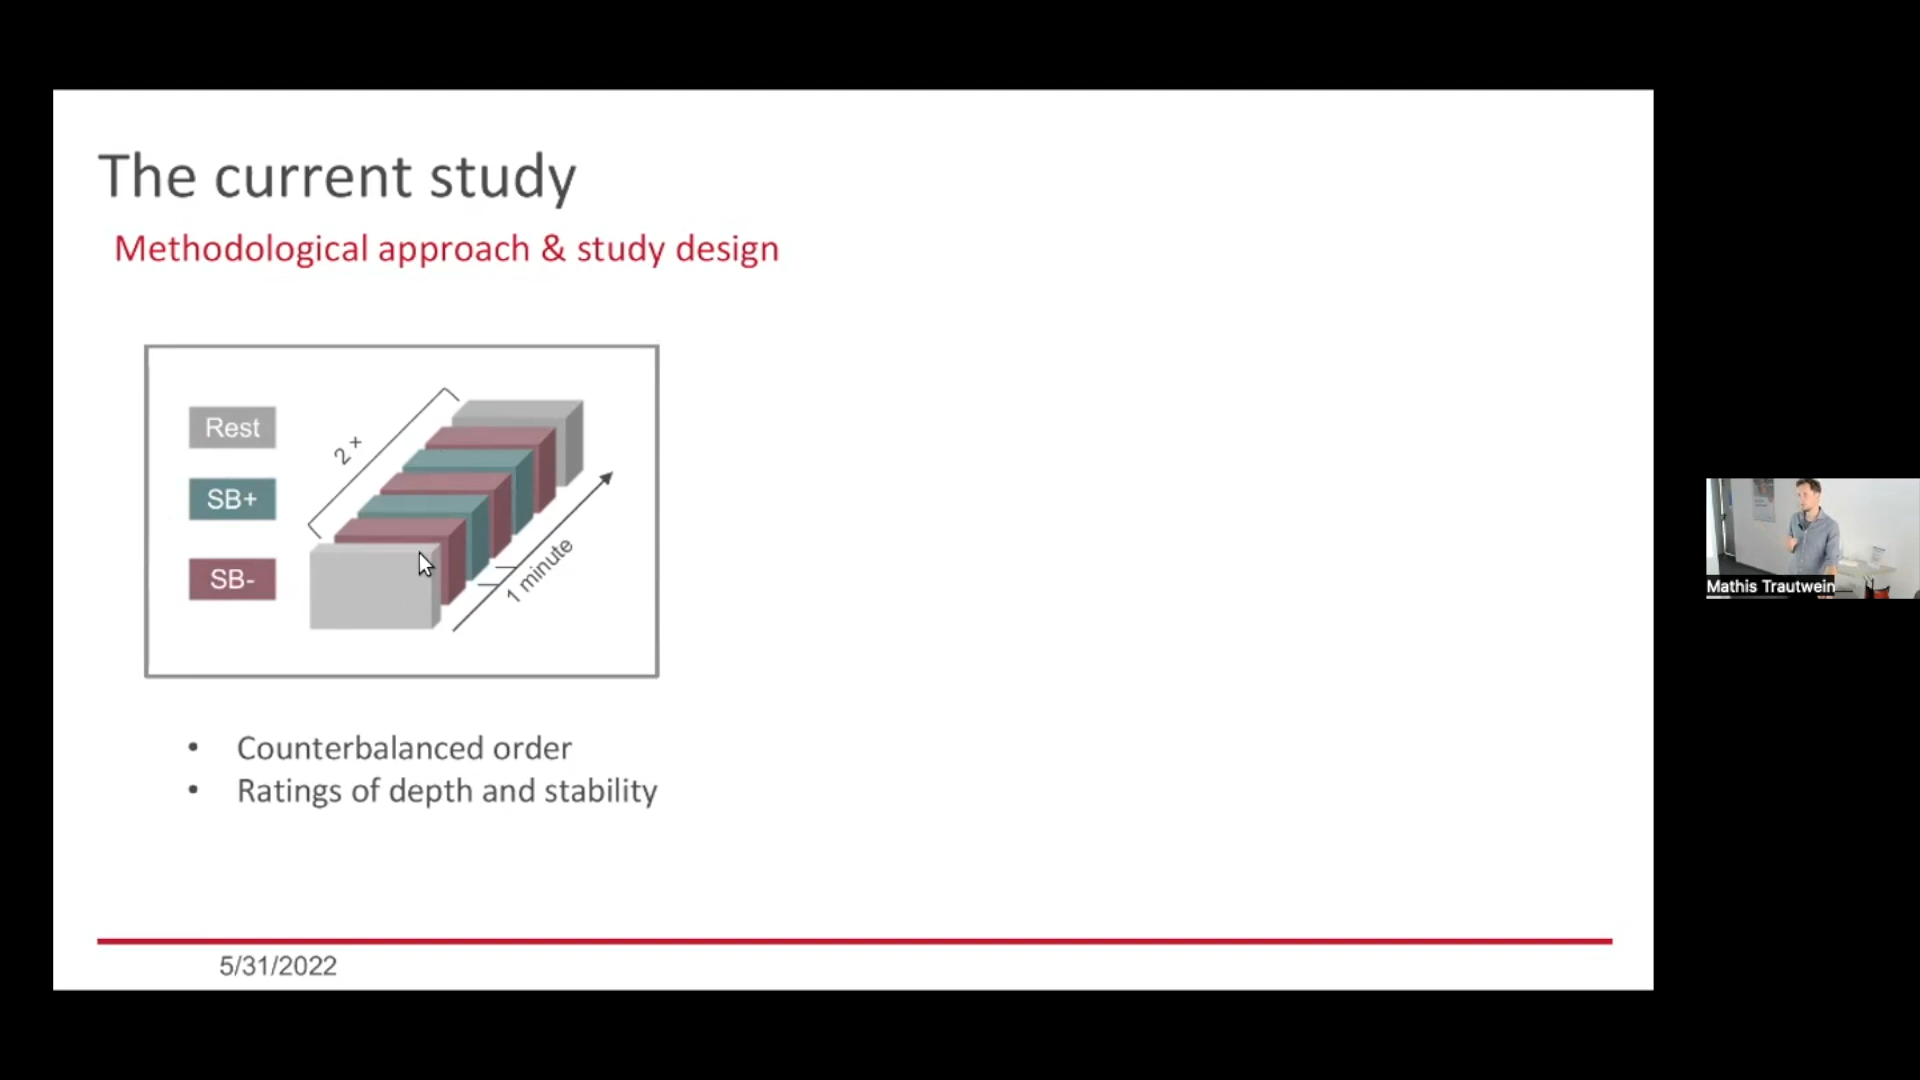 The current study
Methodological approach & study design
Rest
SB+
SB-
2 +
1 minute
• Counterbalanced order
• Ratings of depth and stability
5/31/2022
Mathis Trautwein